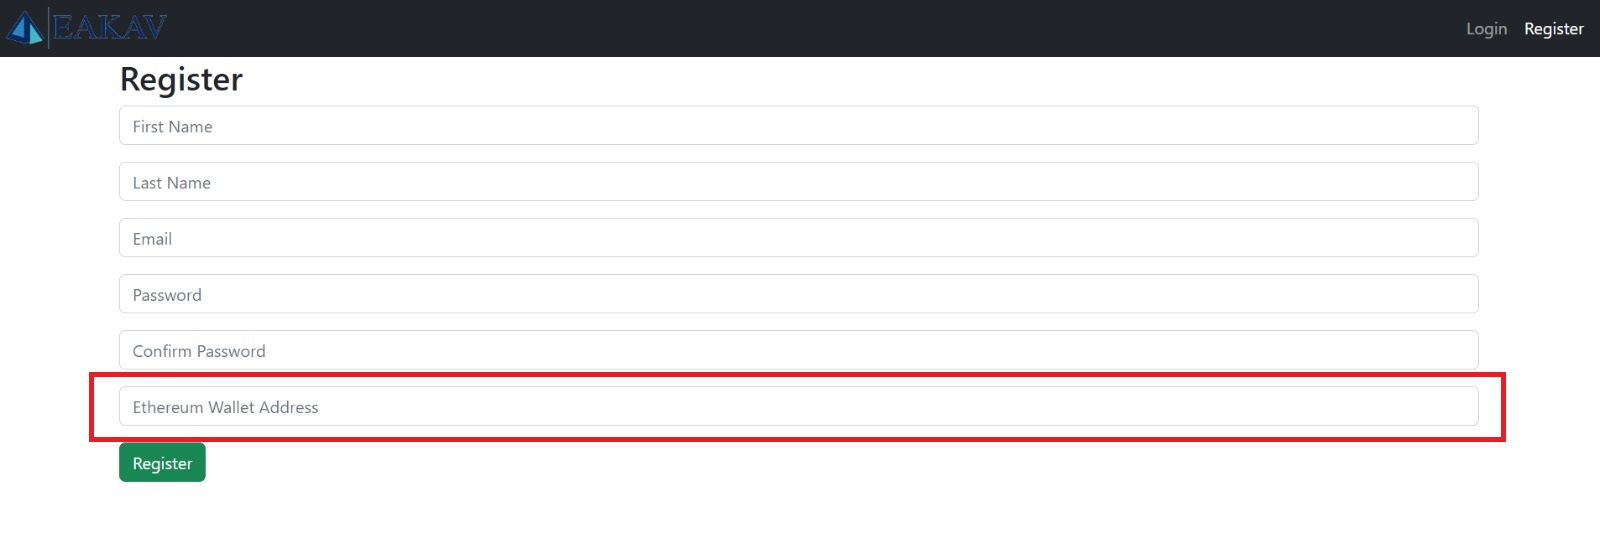 EAKAV
Login Register
Register
First Name
Last Name
Email
Password
Confirm Password
Ethereum Wallet Address
Register